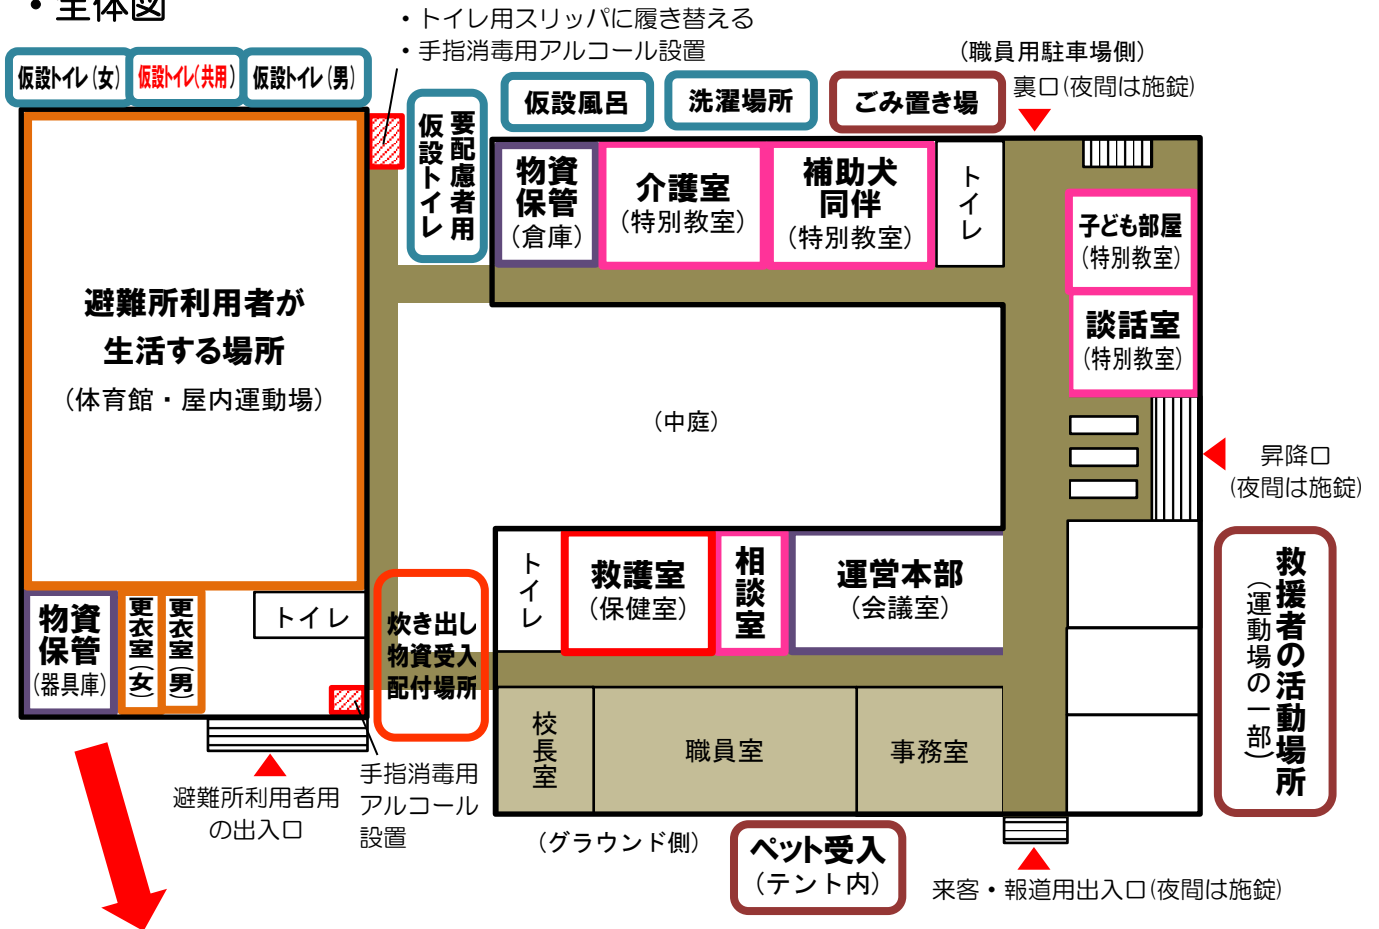 ・全体図
・トイレ用スリッパに履き替える
・手指消毒用アルコール設置
(職員用駐車場側)
裏口(夜間は施錠)
仮設トイレ(女)
仮設トイレ(共用)
仮設トイレ(男)
要配慮者用
仮設トイレ
仮設風呂
洗濯場所
ごみ置き場
物資
保管
(倉庫)
介護室
(特別教室)
補助犬
同伴
(特別教室)
トイレ
子ども部屋
(特別教室)
談話室
(特別教室)
避難所利用者が
生活する場所
(体育館・屋内運動場)
(中庭)
昇降口
(夜間は施錠)
トイレ
救護室
(保健室)
相談室
運営本部
(会議室)
救援者の活動場所
(運動場の一部)
物資
保管
(器具庫)
更衣室(女)
更衣室(男)
トイレ
炊き出し
物資受入
配付場所
校長室
職員室
事務室
避難所利用者用
の出入口
手指消毒用
アルコール
設置
(グラウンド側)
ペット受入
(テント内)
来客・報道用出入口(夜間は施錠)